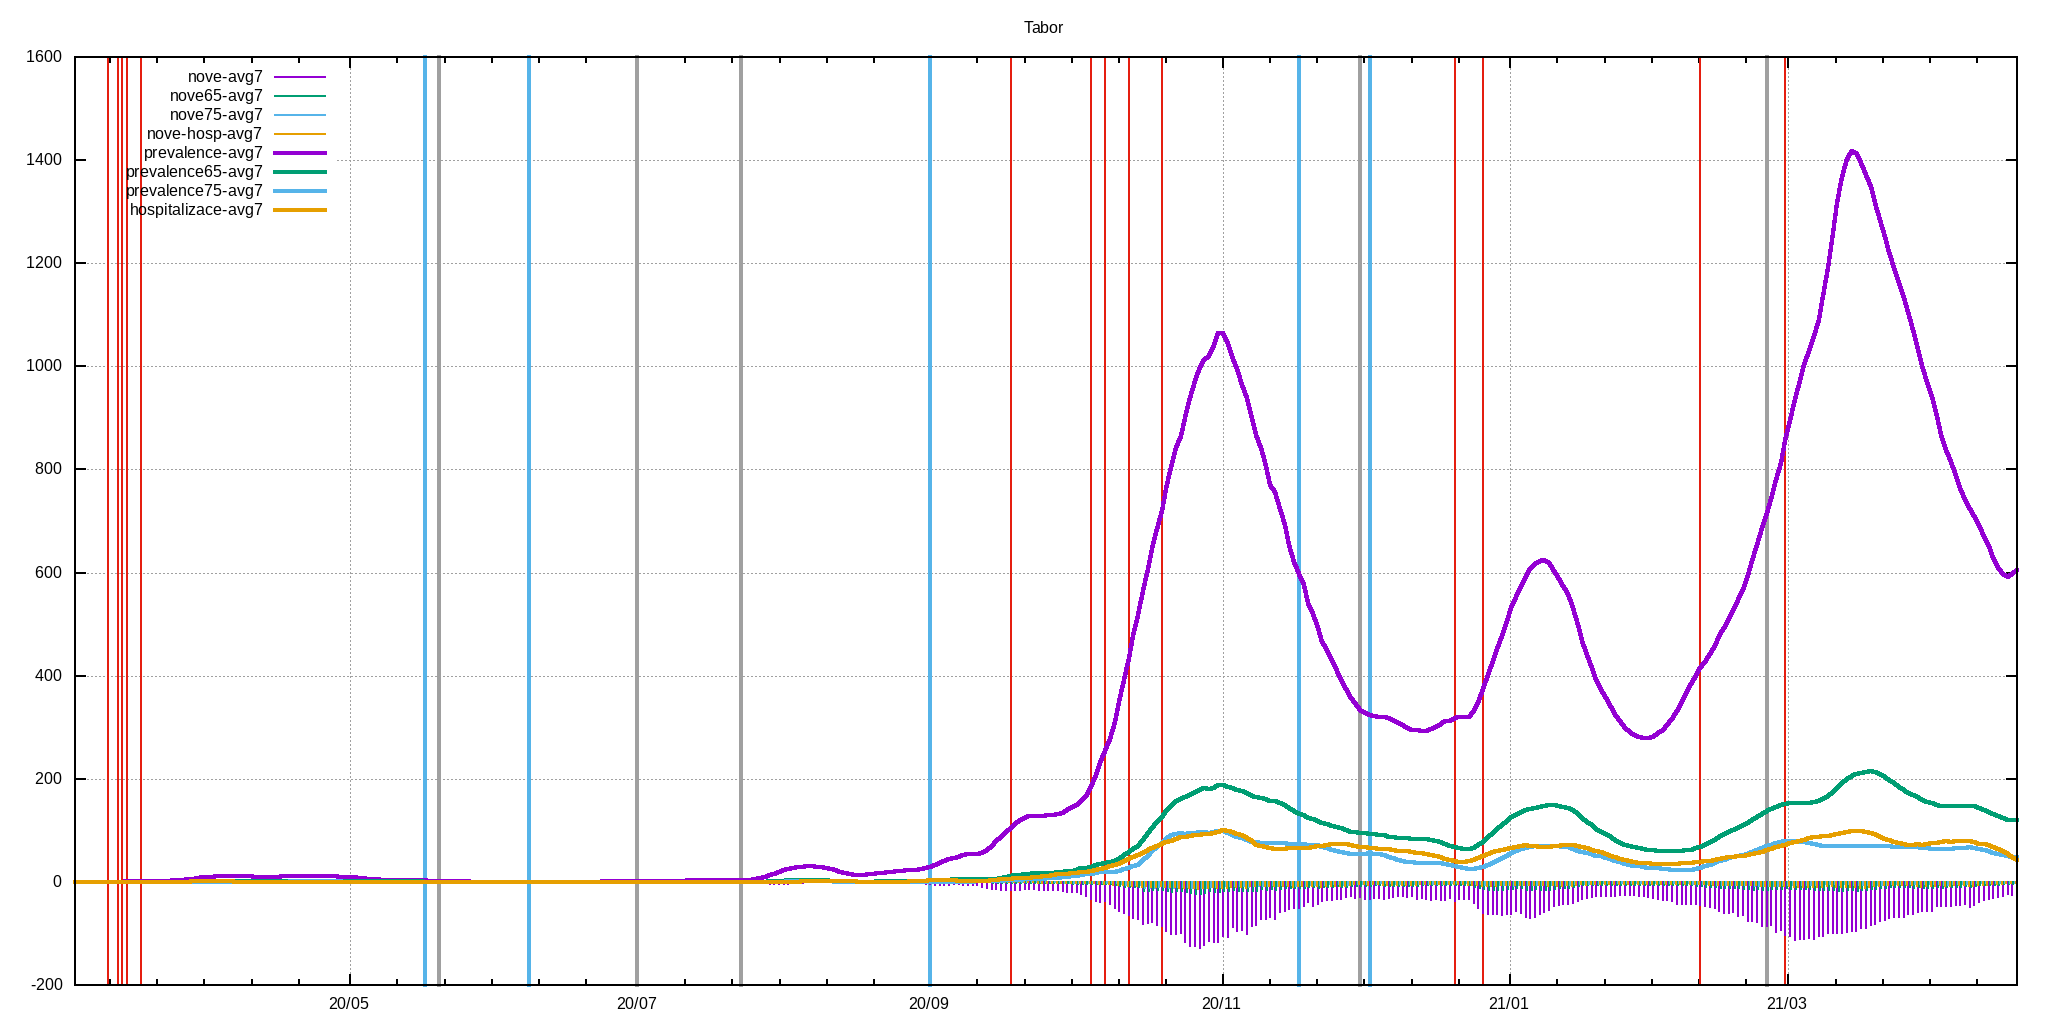 Tabor
1600
1400
1200
1000
800
600
400
200
0
-200
nove-avg7
nove65-avg7
nove75-avg7
nove-hosp-avg7
prevalence-avg7
prevalence65-avg7
prevalence75-avg7
hospitalizace-avg7
20/05 20/07 20/09 20/11 21/01 21/03